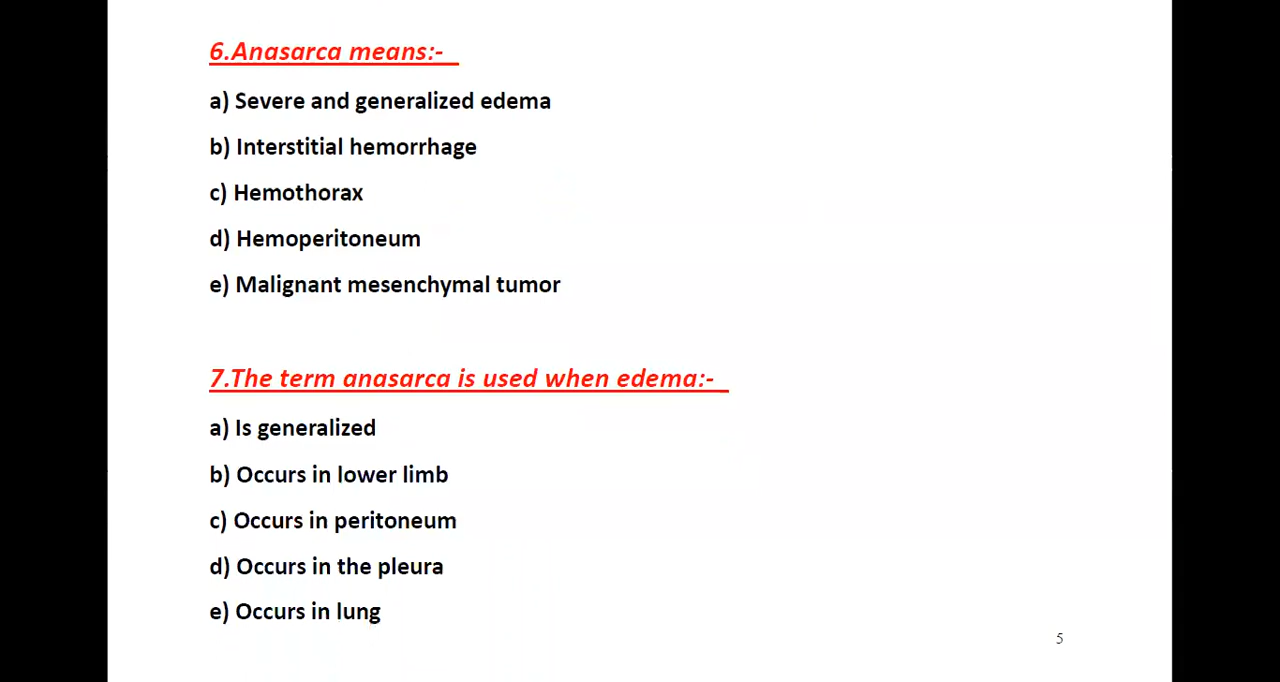 6.Anasarca means:-
a) Severe and generalized edema
b) Interstitial hemorrhage
c) Hemothorax
d) Hemoperitoneum
e) Malignant mesenchymal tumor
7.The term anasarca is used when edema:-
a) Is generalized
b) Occurs in lower limb
c) Occurs in peritoneum
d) Occurs in the pleura
e) Occurs in lung
5